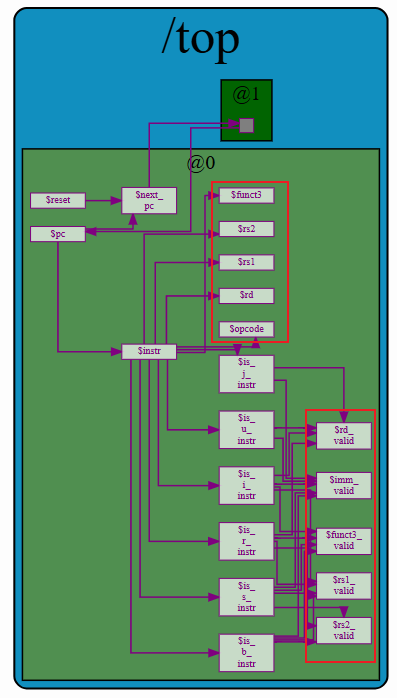 /top
@1
@0
$reset
$next_
pc
$pc
$funct3
$rs2
$rs1
$rd
$opcode
$instr
$is_
j_
instr
$is_
u_
instr
$rd_
valid
$is_
i_
instr
$imm_
valid
$is_
r_
instr
$funct3_
valid
$is_
s_
instr
$rs1_
valid
$rs2_
valid
$is_
b_
instr